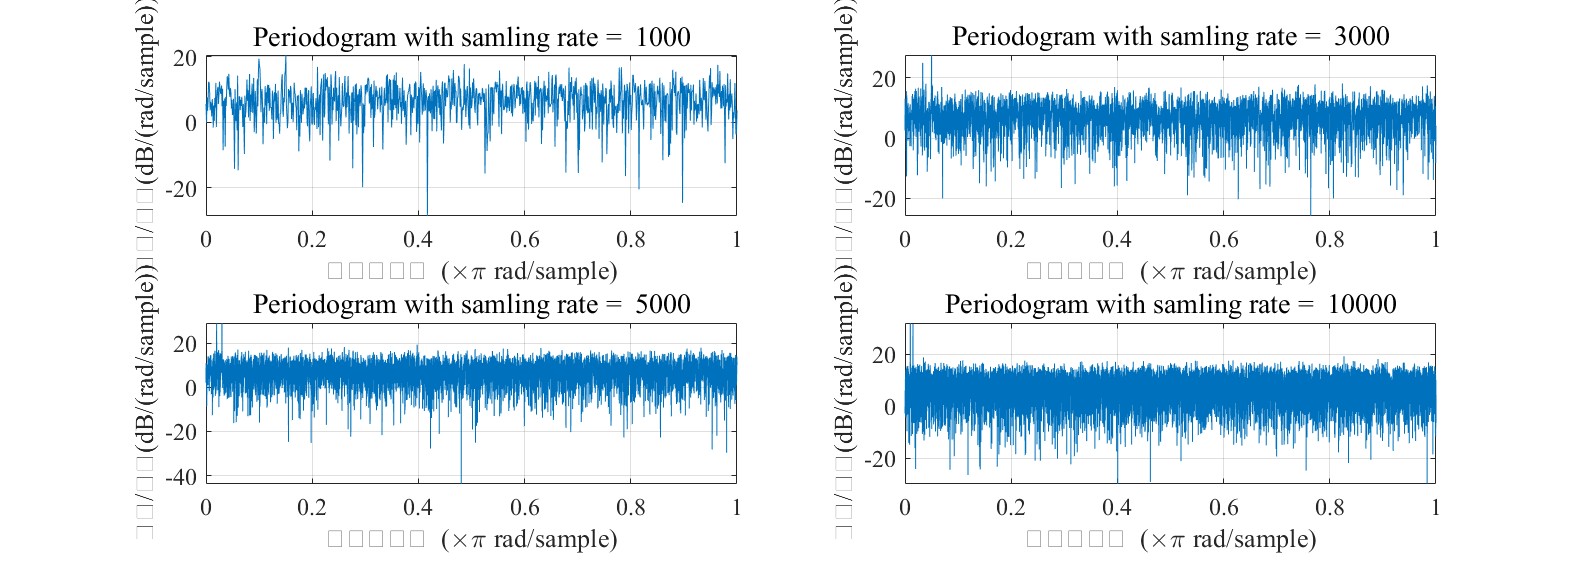 Periodogram with samling rate = 1000
20
0
-20
0 0.2 0.4 0.6 0.8 1
□□□□□ (×π rad/sample)
□□/□□(dB/(rad/sample))
Periodogram with samling rate = 3000
20
0
-20
0 0.2 0.4 0.6 0.8 1
□□□□□ (×π rad/sample)
□□/□□(dB/(rad/sample))
Periodogram with samling rate = 5000
20
0
-20
-40
0 0.2 0.4 0.6 0.8 1
□□□□□ (×π rad/sample)
□□/□□(dB/(rad/sample))
Periodogram with samling rate = 10000
20
0
-20
0 0.2 0.4 0.6 0.8 1
□□□□□ (×π rad/sample)
□□/□□(dB/(rad/sample))